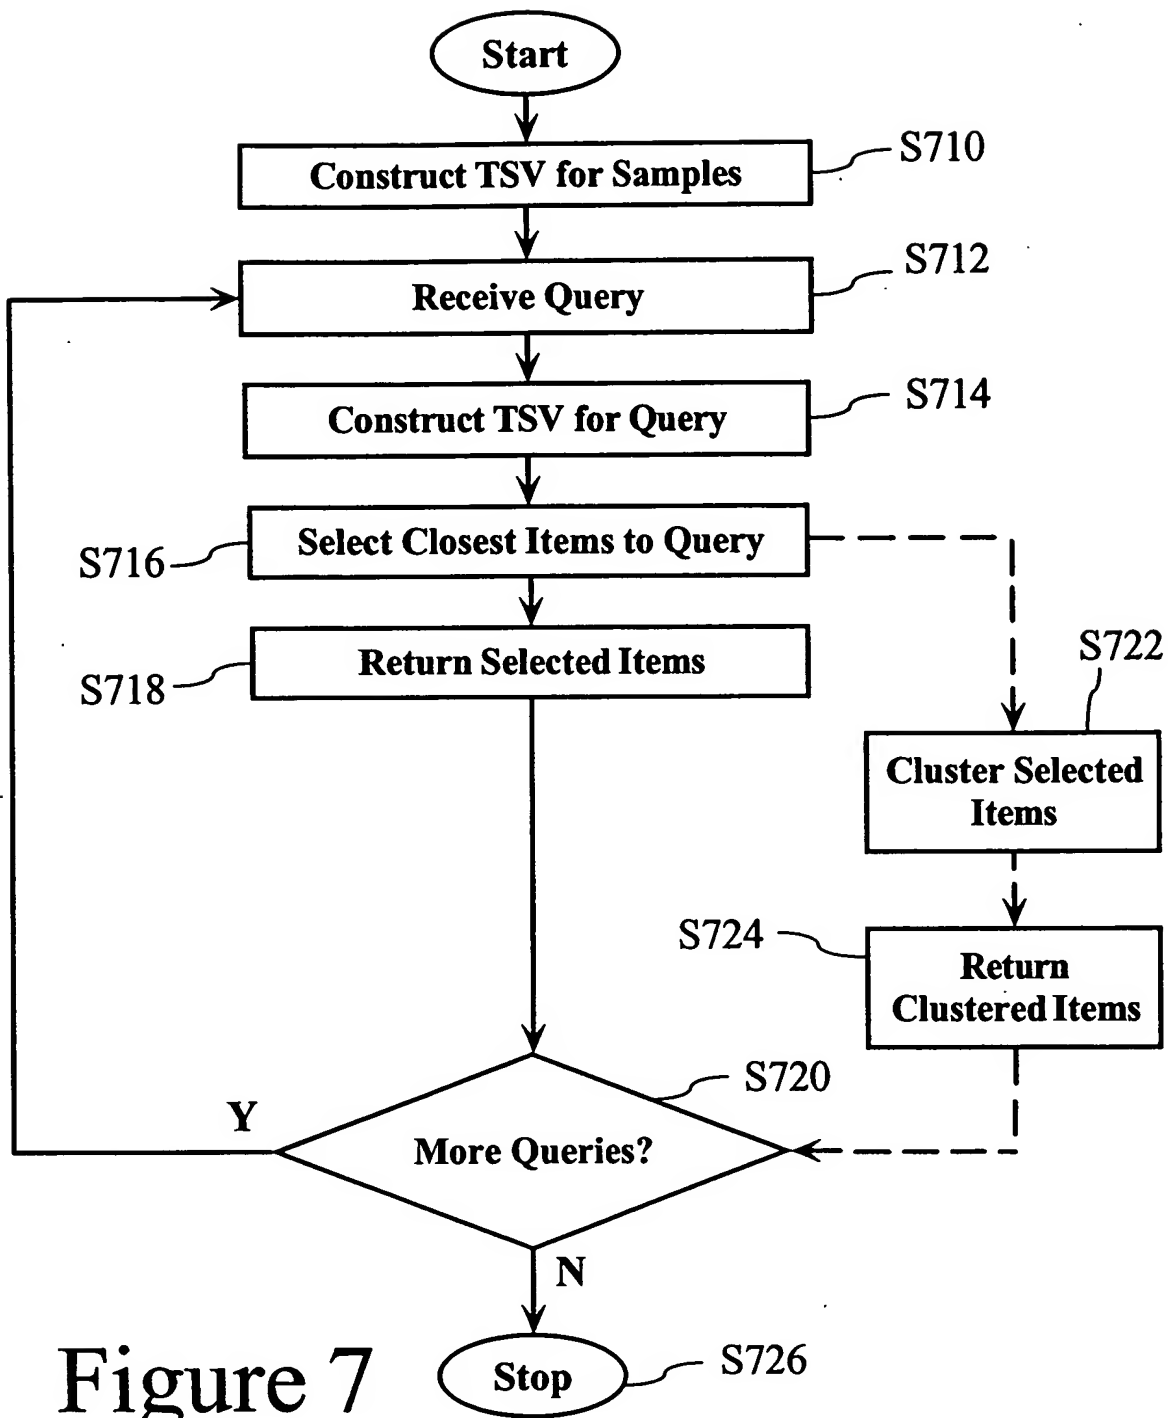 Start
Construct TSV for Samples
S710
Receive Query
S712
Construct TSV for Query
S714
Select Closest Items to Query
S716
Return Selected Items
S718
S722
Cluster Selected
Items
S724
Return
Clustered Items
S720
More Queries?
Y
N
Stop
S726
Figure 7